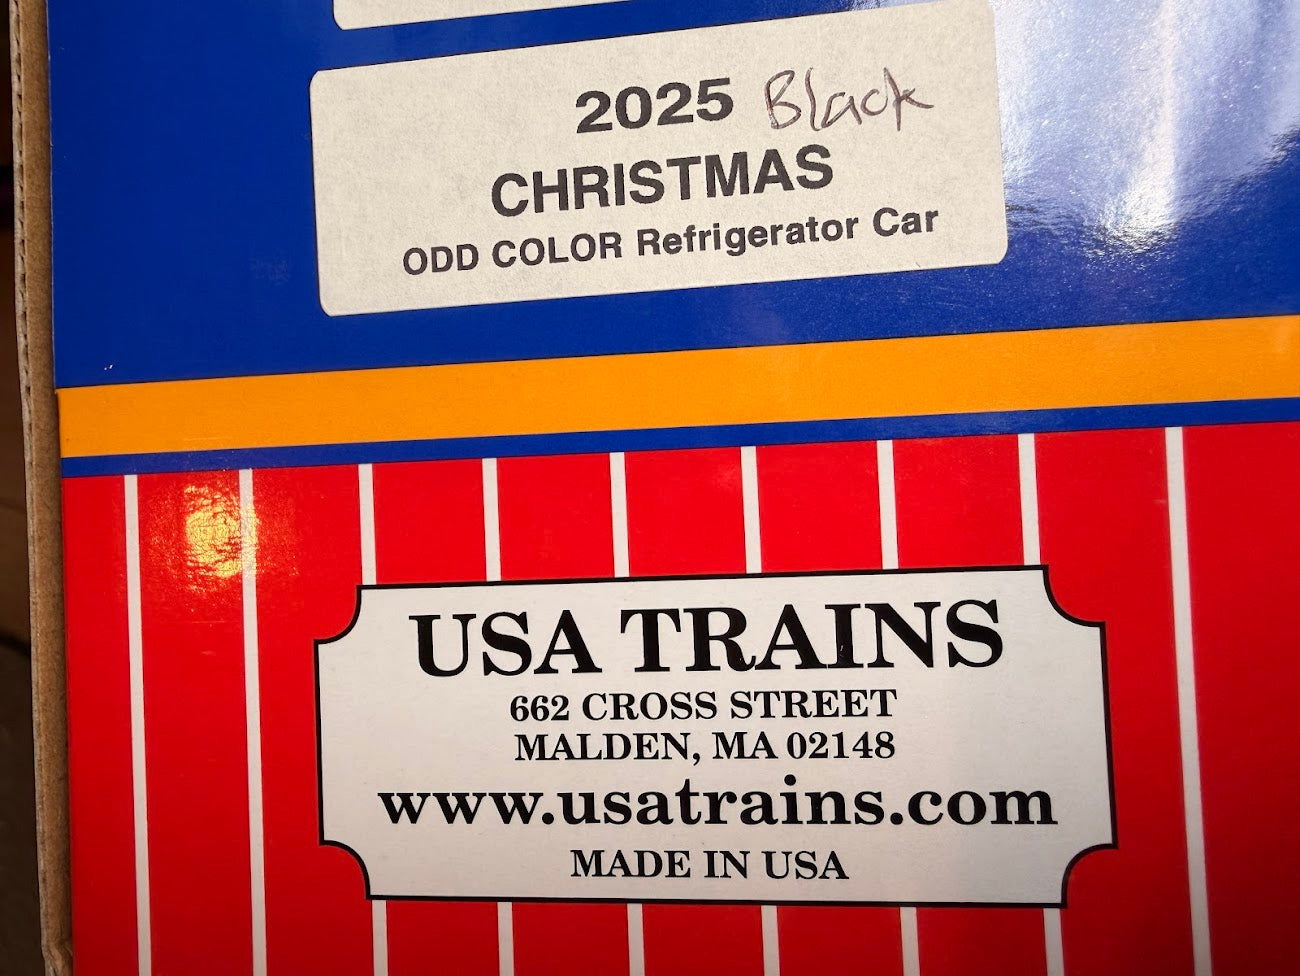 2025 Black
CHRISTMAS
ODD COLOR Refrigerator Car
USA TRAINS
662 CROSS STREET
MALDEN, MA 02148
www.usatrains.com
MADE IN USA